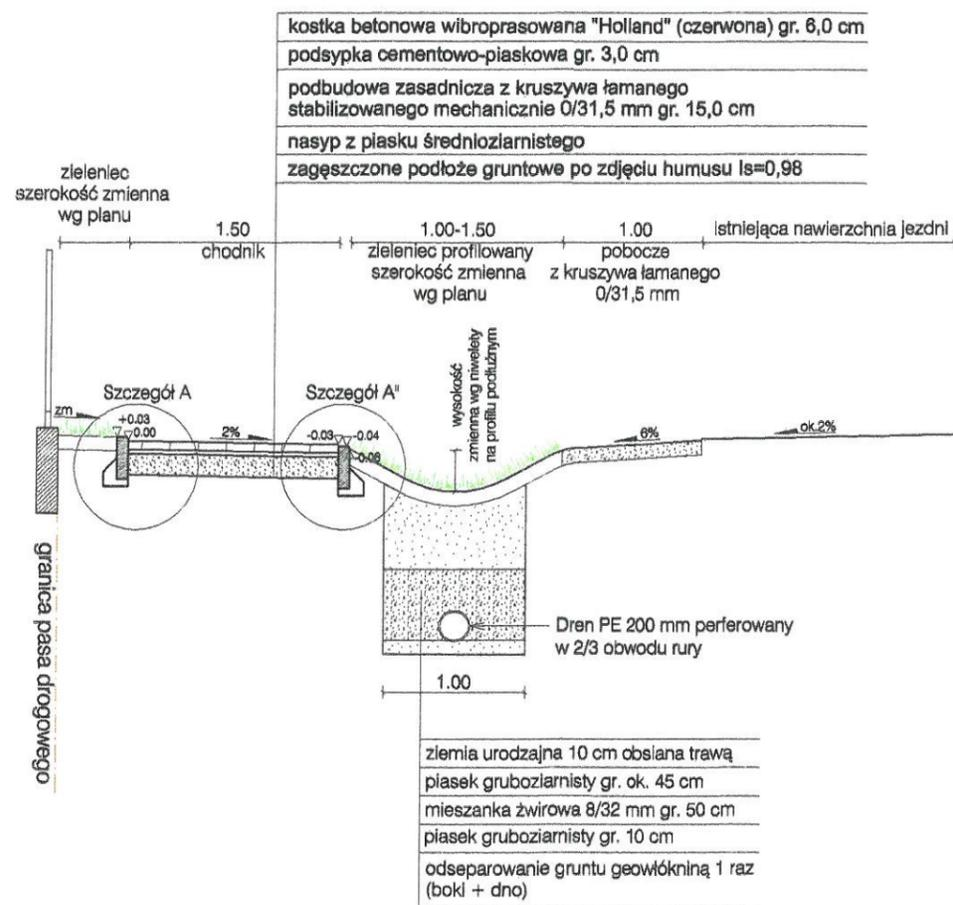 kostka betonowa wibroprasowana "Holland" (czerwona) gr. 6,0 cm
podsypka cementowo-piaskowa gr. 3,0 cm
podbudowa zasadnicza z kruszywa łamanego
stabilizowanego mechanicznie 0/31,5 mm gr. 15,0 cm
nasyp z piasku średnioziarnistego
zagęszczone podłoże gruntowe po zdjęciu humusu Is=0,98
zieleniec
szerokość zmienna
wg planu
1.50
chodnik
1.00-1.50
zieleniec profilowany
szerokość zmienna
wg planu
1.00
pobocze
z kruszywa łamanego
0/31,5 mm
istniejąca nawierzchnia jezdni
wysokość
zmienna wg niwelety
na profilu podłużnym
Szczegół A
Szczegół A"
zm
+0.03
0.00
2%
-0.03
-0.04
-0.06
6%
ok.2%
granica pasa drogowego
Dren PE 200 mm perferowany
w 2/3 obwodu rury
1.00
ziemia urodzajna 10 cm obsiana trawą
piasek gruboziarnisty gr. ok. 45 cm
mieszanka żwirowa 8/32 mm gr. 50 cm
piasek gruboziarnisty gr. 10 cm
odseparowanie gruntu geowłókniną 1 raz
(boki + dno)